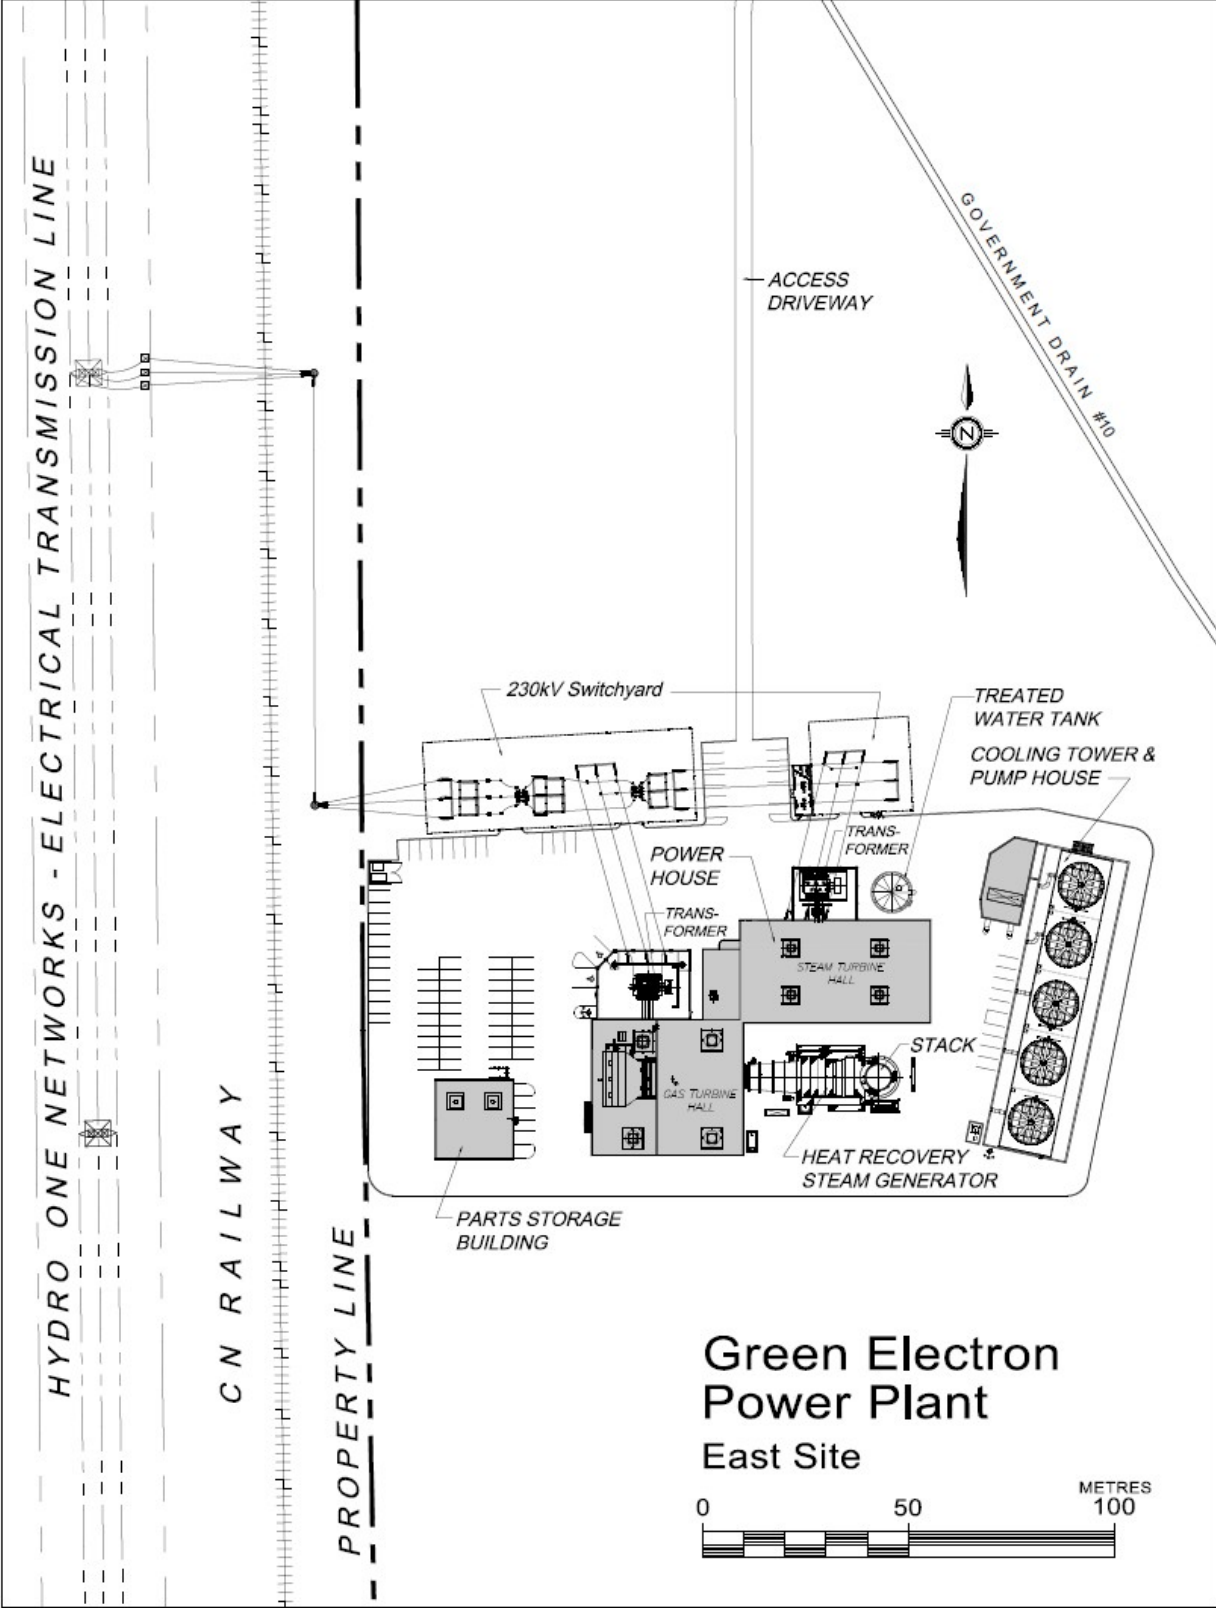 HYDRO ONE NETWORKS - ELECTRICAL TRANSMISSION LINE
CN RAILWAY
PROPERTY LINE
ACCESS
DRIVEWAY
GOVERNMENT DRAIN #10
N
230kV Switchyard
TREATED
WATER TANK
COOLING TOWER &
PUMP HOUSE
TRANS-
FORMER
POWER
HOUSE
TRANS-
FORMER
STEAM TURBINE
HALL
STACK
GAS TURBINE
HALL
HEAT RECOVERY
STEAM GENERATOR
PARTS STORAGE
BUILDING
Green Electron
Power Plant
East Site
METRES
0 50 100